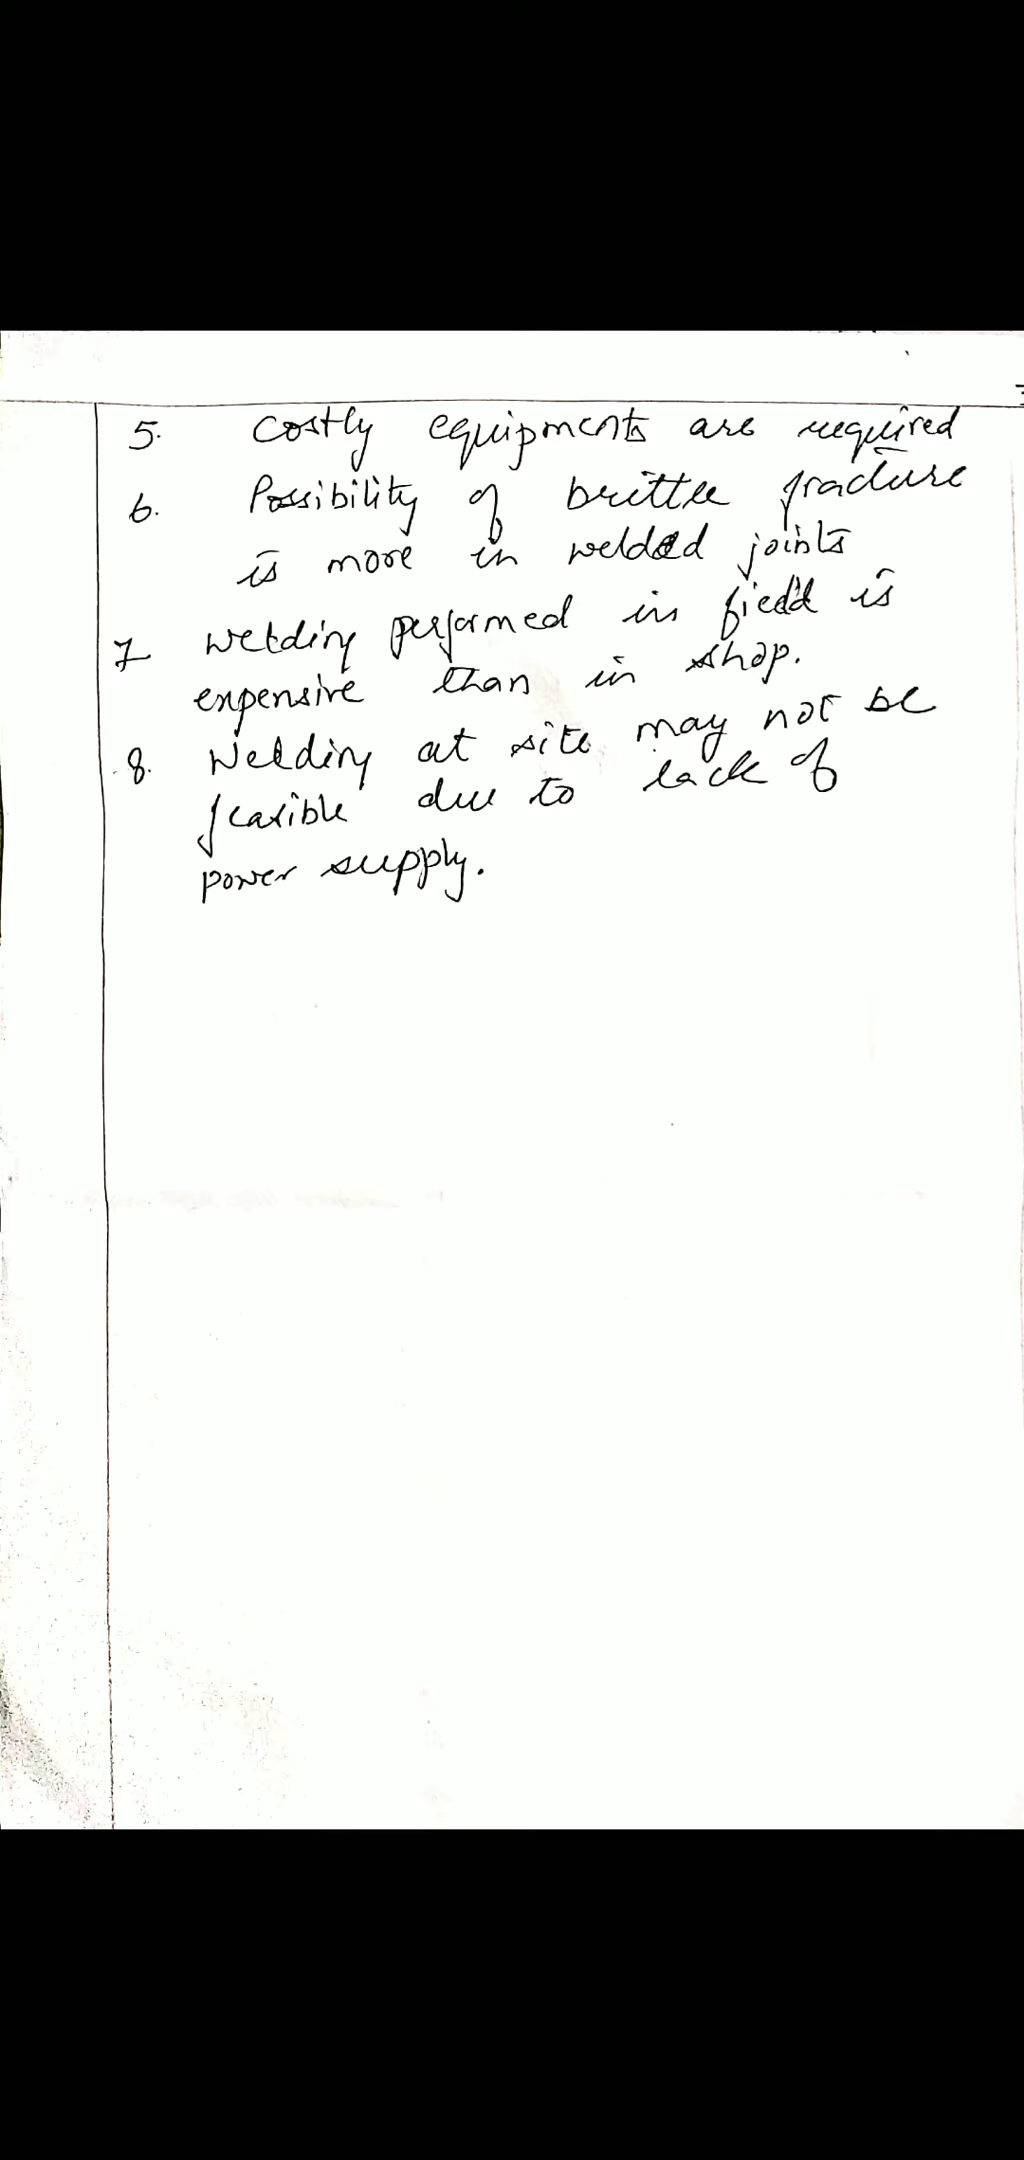 5. Costly equipments are required
6. Possibility of brittle fracture
is more in welded joints
7 Welding performed in field is
expensive than in shop.
8. Welding at site may not be
feasible due to lack of
power supply.